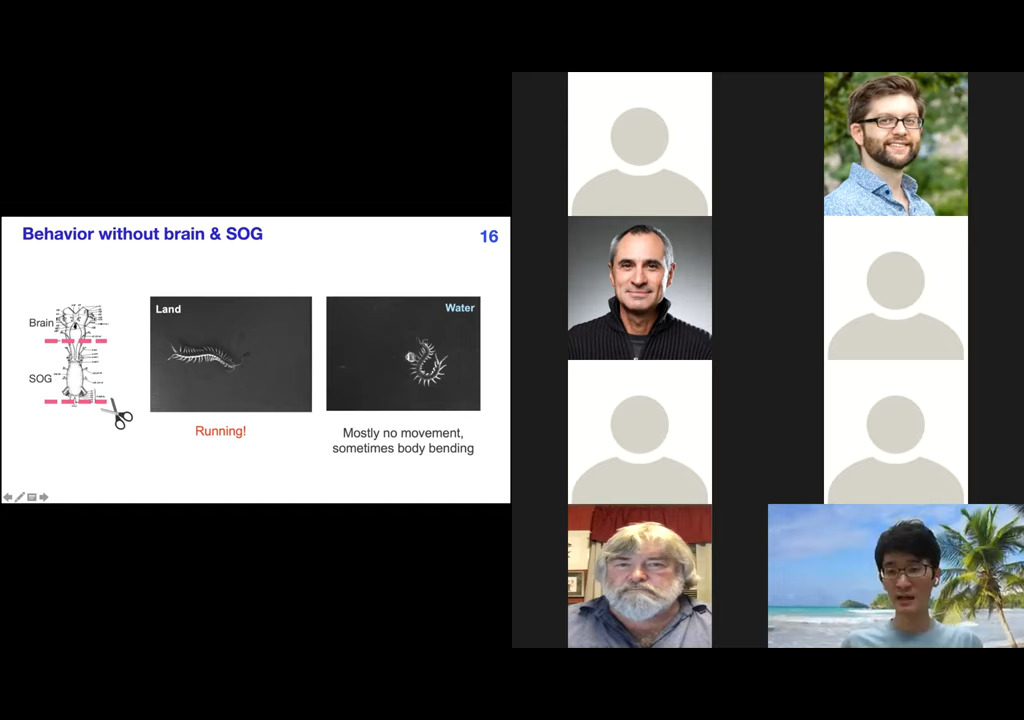 Behavior without brain & SOG
16
Brain
SOG
Land
Water
Running!
Mostly no movement,
sometimes body bending